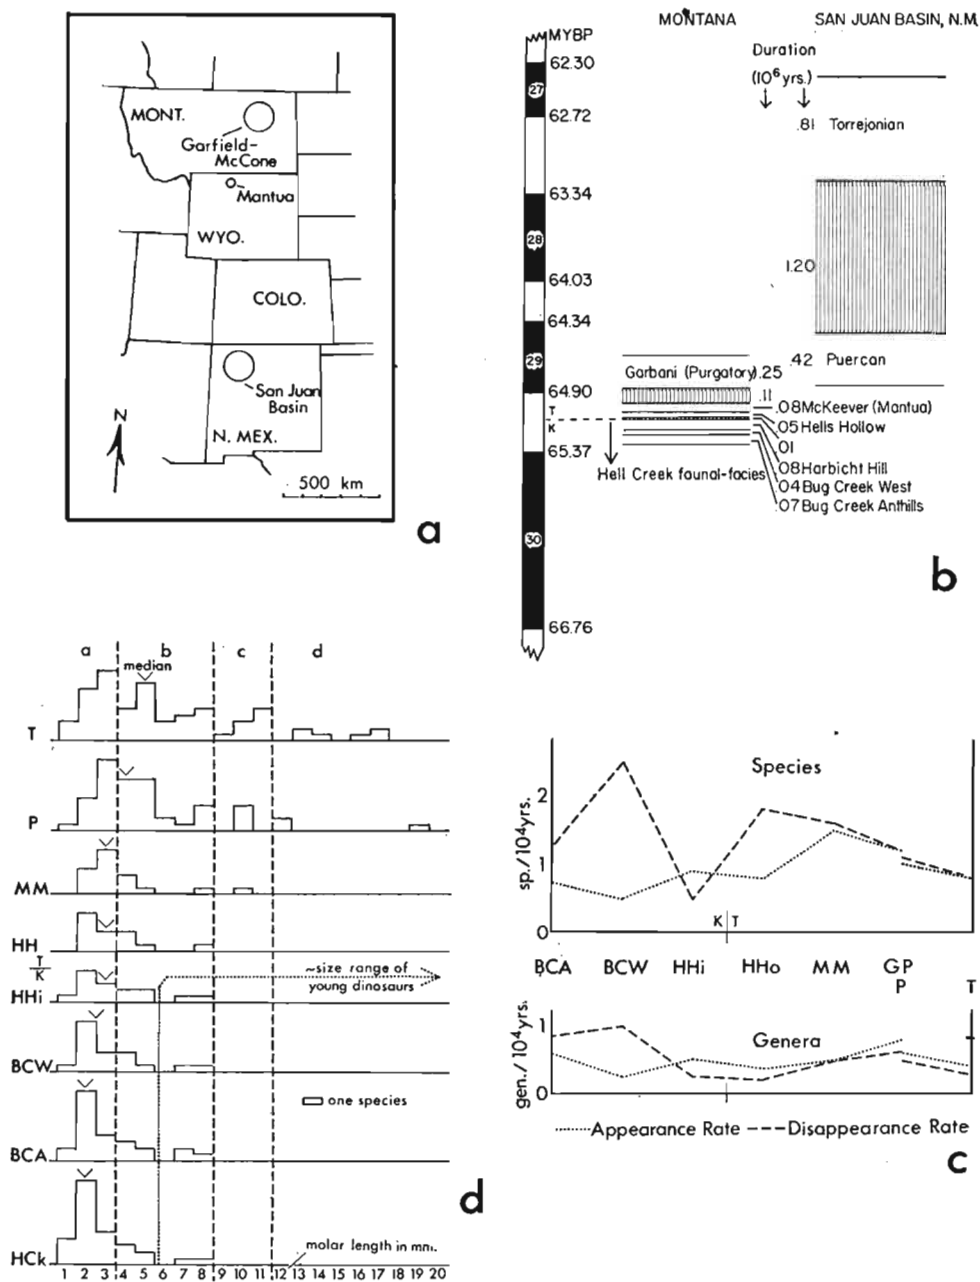 MONT.
Garfield-
McCone
Mantua
WYO.
COLO.
San Juan
Basin
N. MEX.
N
500 km
a
MONTANA
SAN JUAN BASIN, N.M.
MYBP
62.30
Duration
(10⁶ yrs.)
27
62.72
.81 Torrejonian
63.34
28
1.20
64.03
64.34
29
.42 Puercan
Garbani (Purgatory) .25
64.90
.11
T
.08 McKeever (Mantua)
K
.05 Hells Hollow
.01
65.37
Hell Creek faunal-facies
.08 Harbicht Hill
.04 Bug Creek West
.07 Bug Creek Anthills
30
66.76
b
a b c d
median
T
P
MM
HH
T
K
HHi
~size range of
young dinosaurs
BCW
one species
BCA
HCk
molar length in mm.
1 2 3 4 5 6 7 8 9 10 11 12 13 14 15 16 17 18 19 20
d
Species
2
1
0
sp./10⁴yrs.
K T
BCA BCW HHi HHo MM GP
P T
Genera
1
0
gen./10⁴yrs.
Appearance Rate Disappearance Rate
c